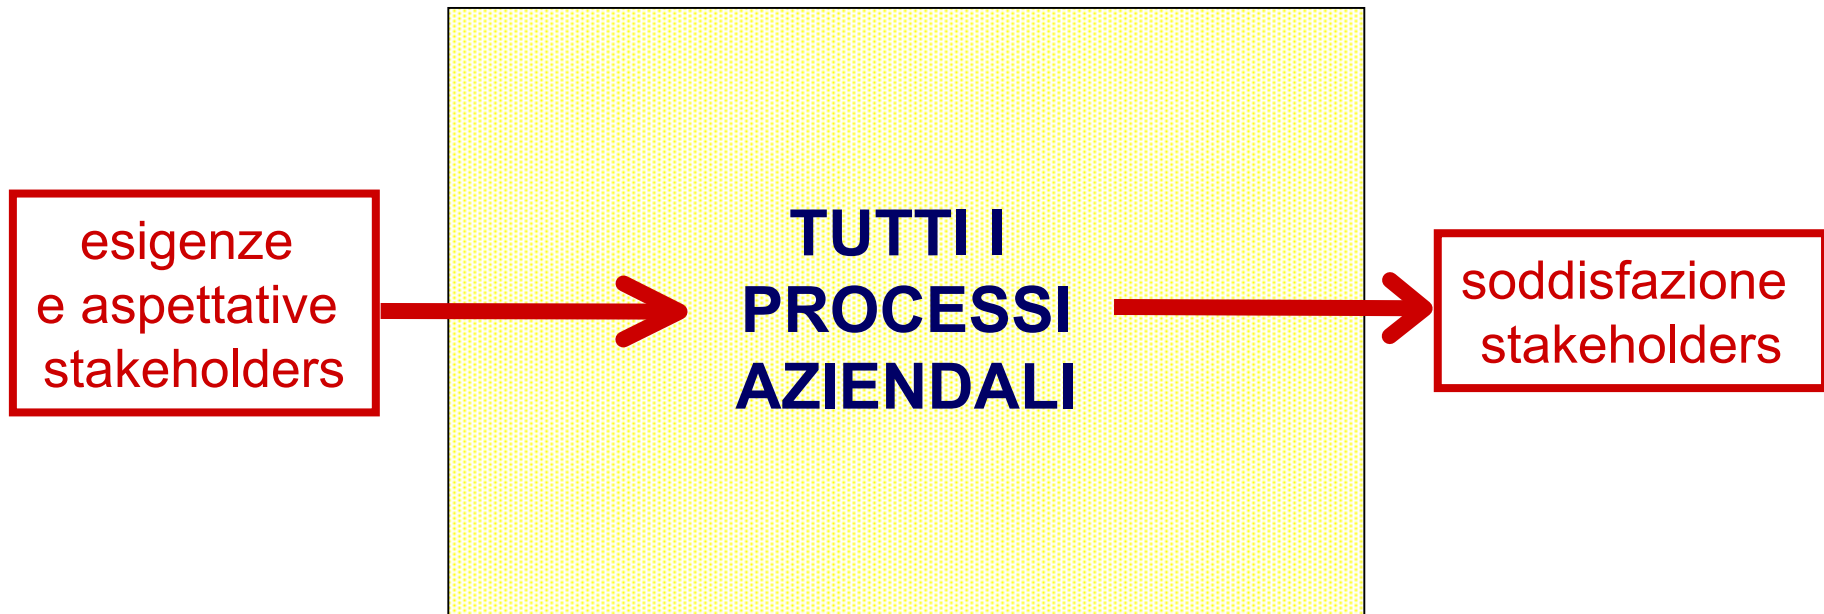 esigenze
e aspettative
stakeholders
TUTTI I
PROCESSI
AZIENDALI
soddisfazione
stakeholders